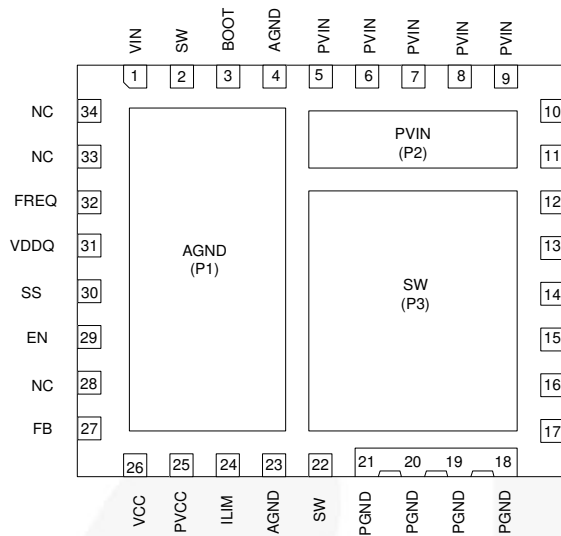 VIN SW BOOT AGND PVIN PVIN PVIN PVIN PVIN
1 2 3 4 5 6 7 8 9
NC 34 10
NC 33 PVIN 11
(P2)
FREQ 32 12
VDDQ 31 AGND 13
(P1)
SS 30 SW 14
(P3)
EN 29 15
NC 28 16
FB 27 17
26 25 24 23 22 21 20 19 18
VCC PVCC ILIM AGND SW PGND PGND PGND PGND